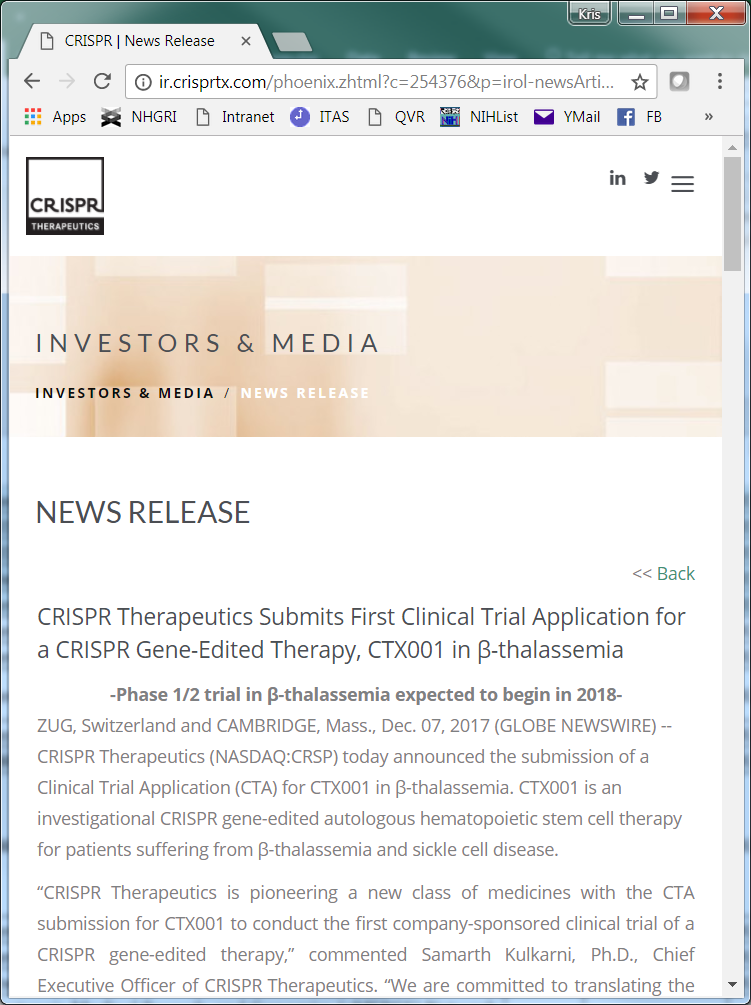 Kris
CRISPR | News Release
ir.crisprtx.com/phoenix.zhtml?c=254376&p=irol-newsArti...
Apps NHGRI Intranet ITAS QVR NIHList YMail FB »
CRISPR
THERAPEUTICS
in
INVESTORS & MEDIA
INVESTORS & MEDIA / NEWS RELEASE
NEWS RELEASE
<< Back
CRISPR Therapeutics Submits First Clinical Trial Application for
a CRISPR Gene-Edited Therapy, CTX001 in β-thalassemia
-Phase 1/2 trial in β-thalassemia expected to begin in 2018-
ZUG, Switzerland and CAMBRIDGE, Mass., Dec. 07, 2017 (GLOBE NEWSWIRE) --
CRISPR Therapeutics (NASDAQ:CRSP) today announced the submission of a
Clinical Trial Application (CTA) for CTX001 in β-thalassemia. CTX001 is an
investigational CRISPR gene-edited autologous hematopoietic stem cell therapy
for patients suffering from β-thalassemia and sickle cell disease.
“CRISPR Therapeutics is pioneering a new class of medicines with the CTA
submission for CTX001 to conduct the first company-sponsored clinical trial of a
CRISPR gene-edited therapy,” commented Samarth Kulkarni, Ph.D., Chief
Executive Officer of CRISPR Therapeutics. “We are committed to translating the